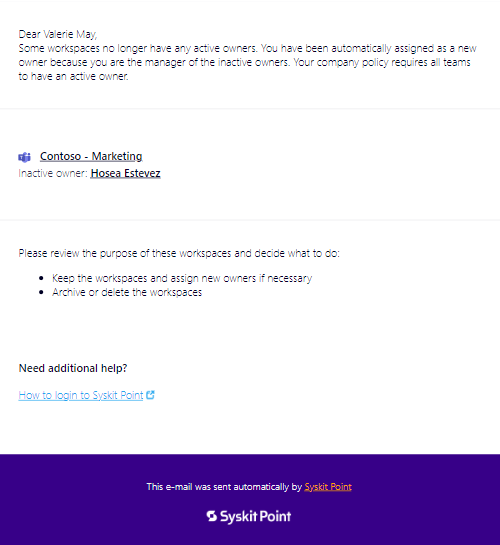 Dear Valerie May,
Some workspaces no longer have any active owners. You have been automatically assigned as a new
owner because you are the manager of the inactive owners. Your company policy requires all teams
to have an active owner.
Contoso - Marketing
Inactive owner: Hosea Estevez
Please review the purpose of these workspaces and decide what to do:
• Keep the workspaces and assign new owners if necessary
• Archive or delete the workspaces
Need additional help?
How to login to Syskit Point
This e-mail was sent automatically by Syskit Point
Syskit Point